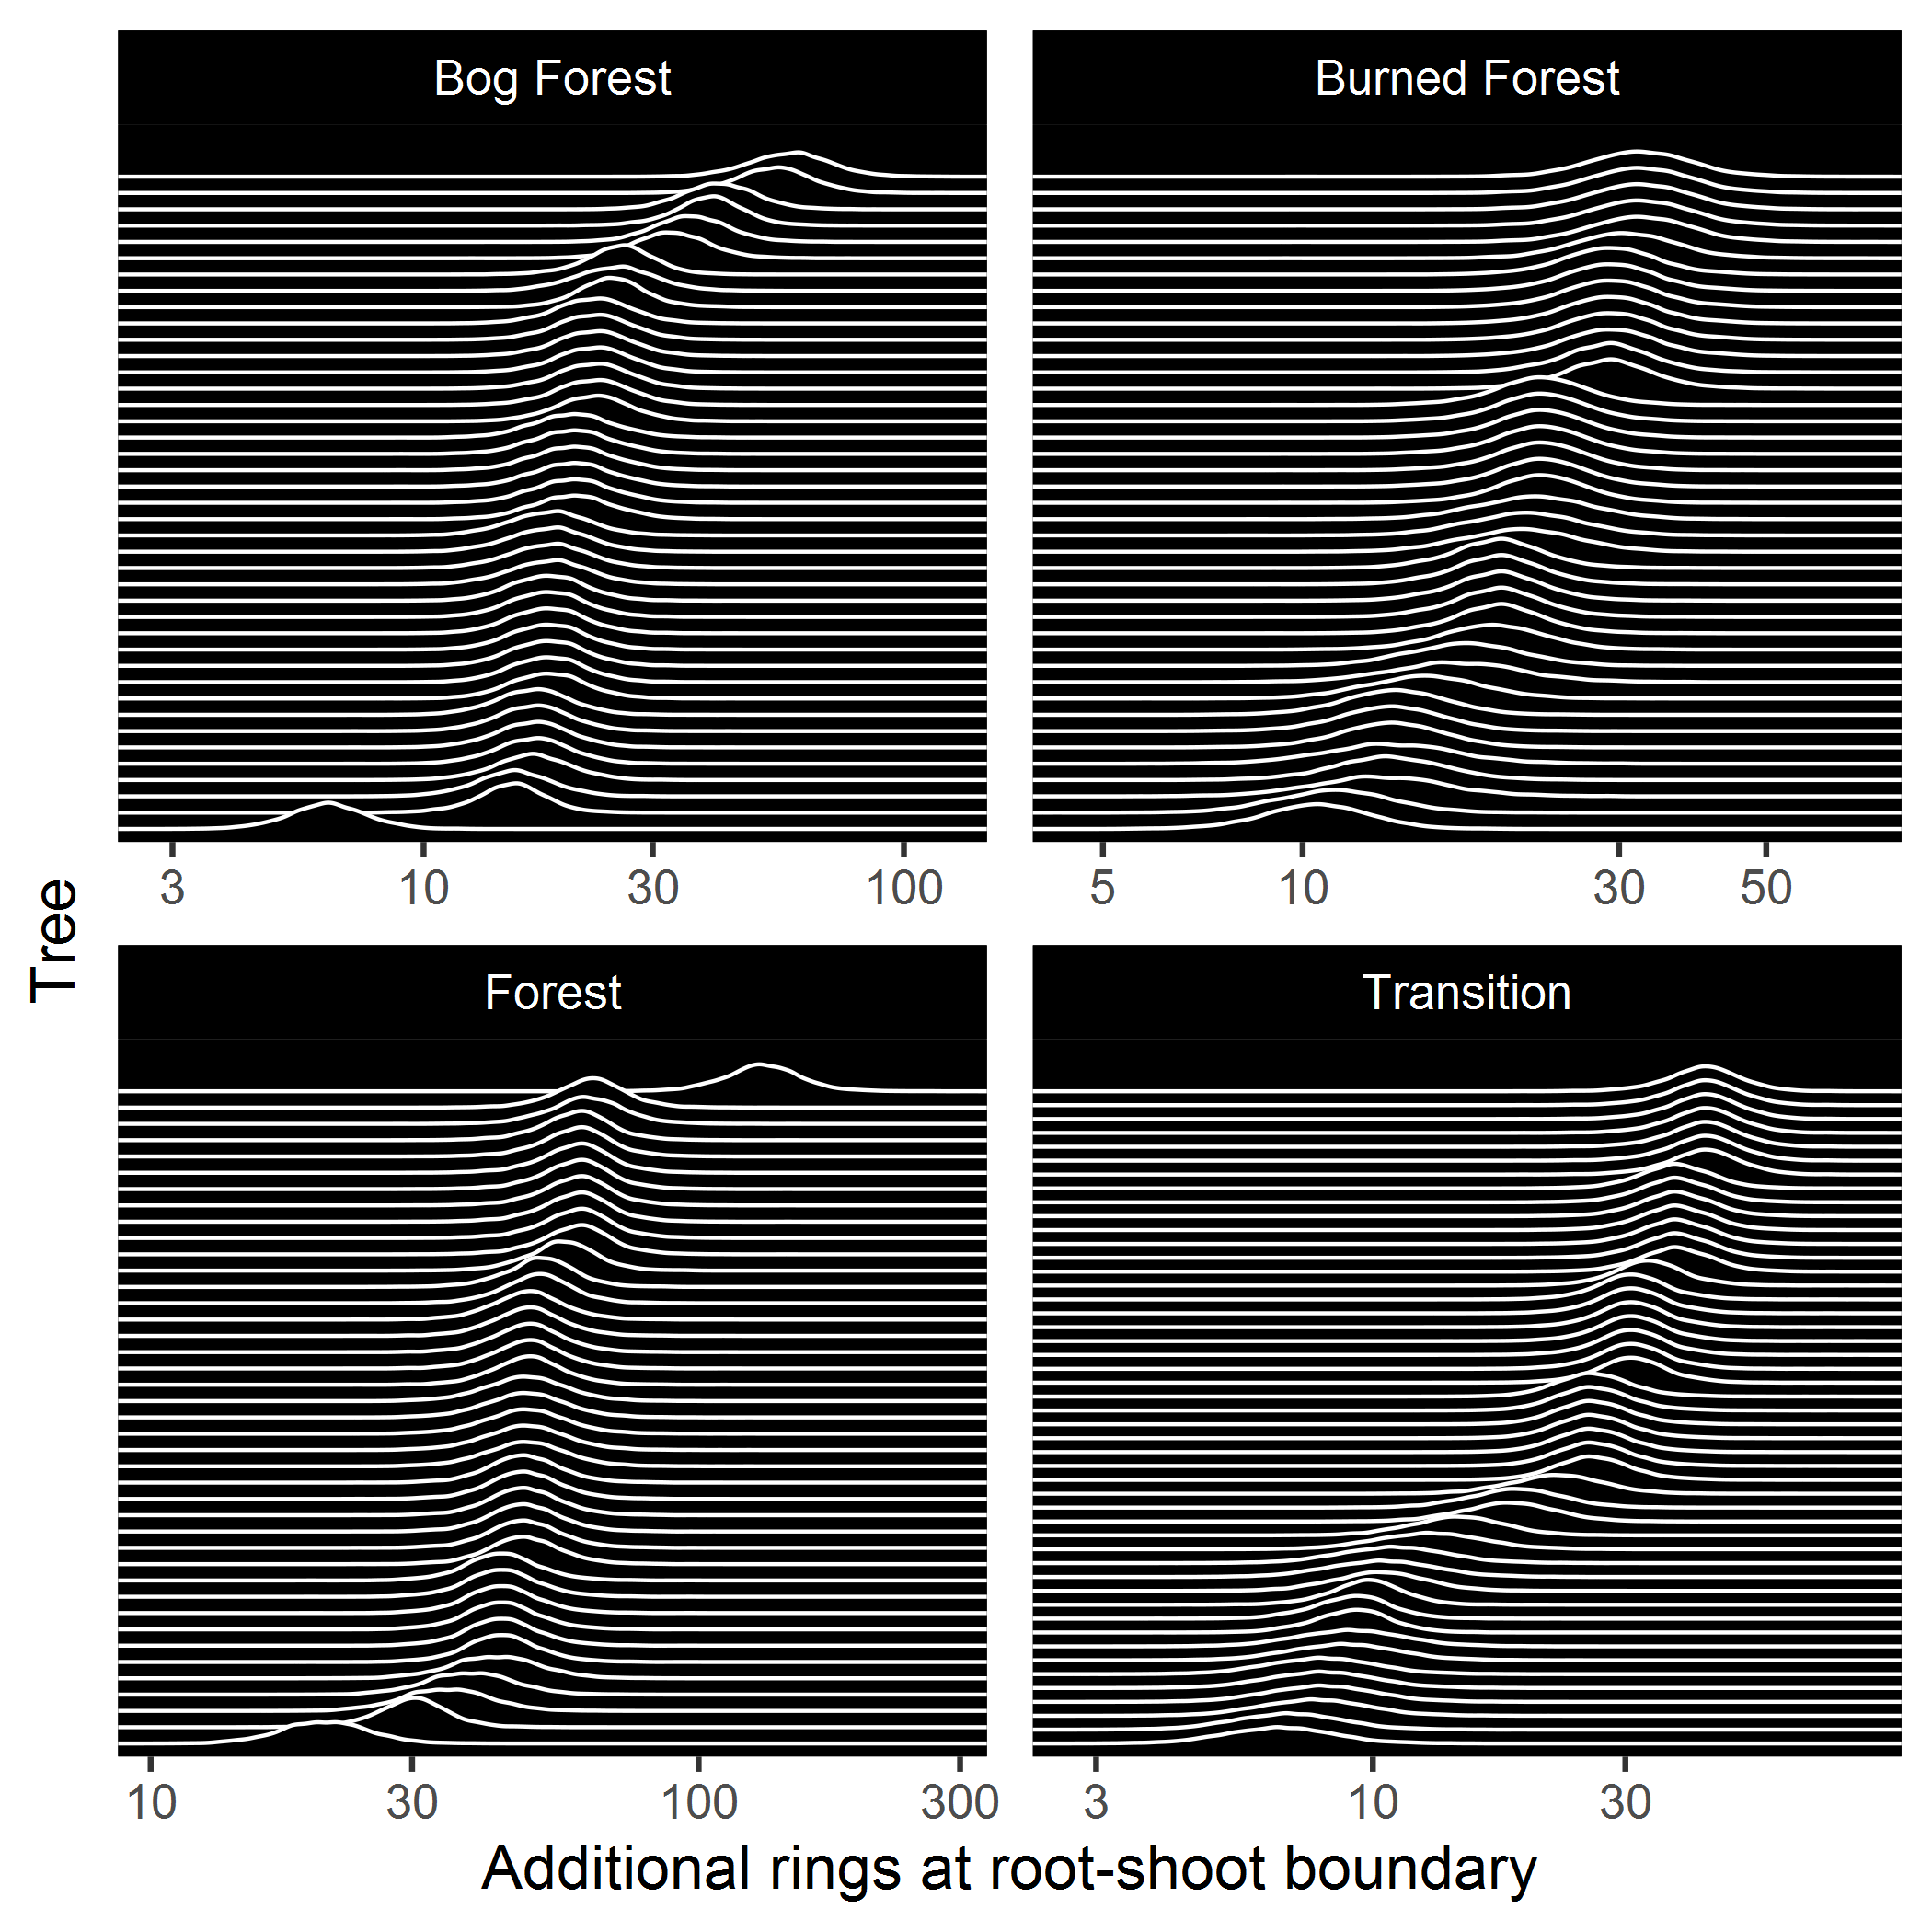 Bog Forest
Burned Forest
3 10 30 100
5 10 30 50
Tree
Forest
Transition
10 30 100 300
3 10 30
Additional rings at root-shoot boundary